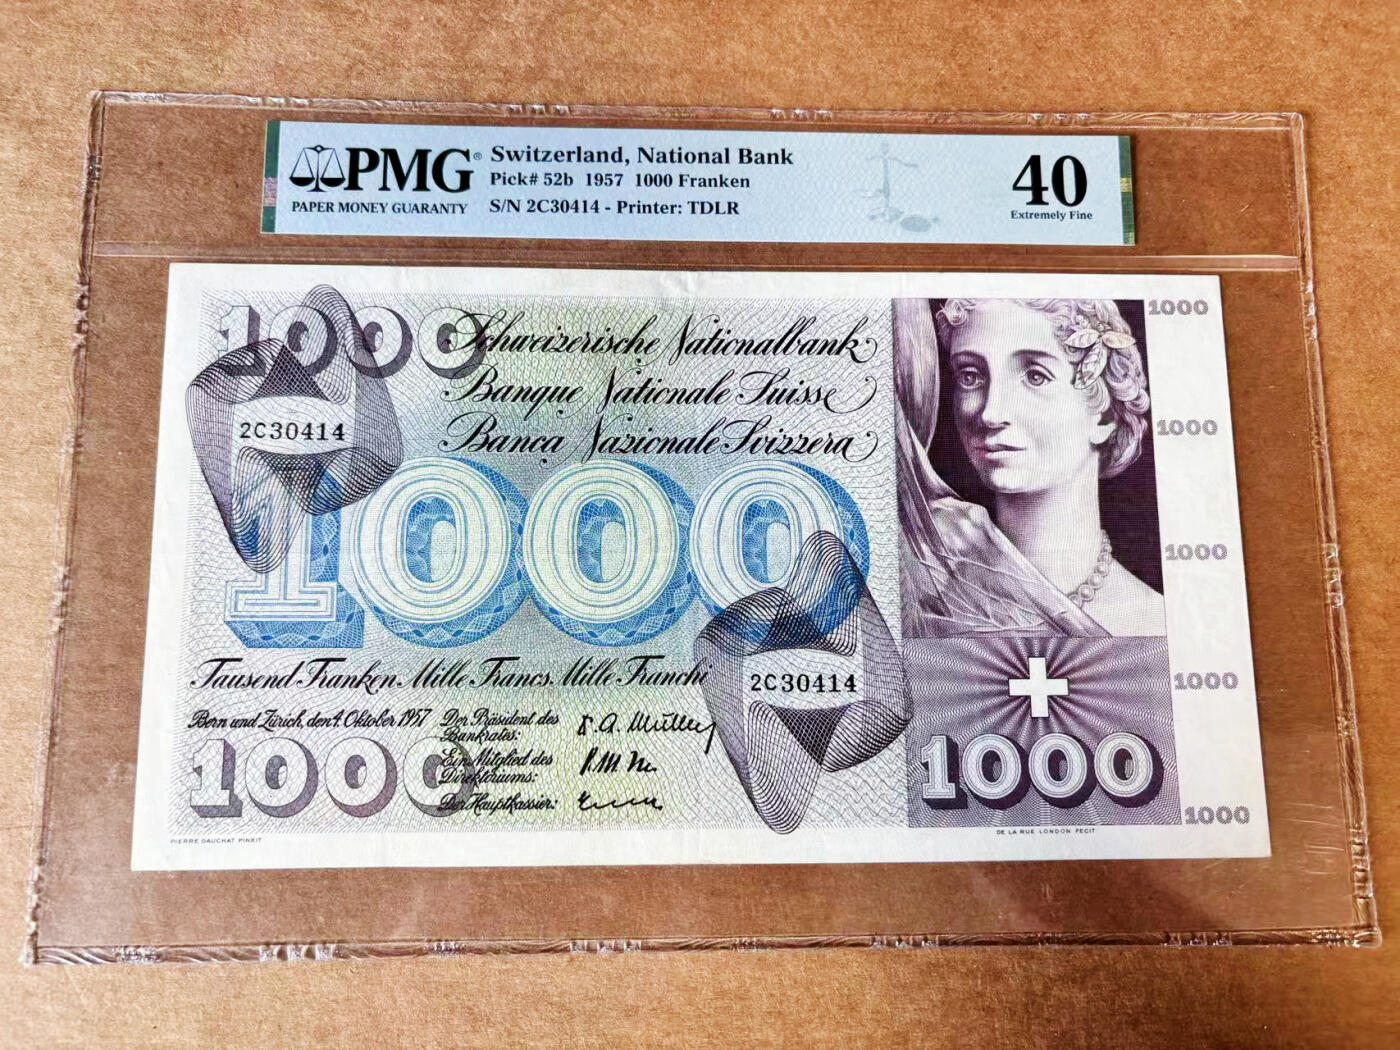 PMG®
PAPER MONEY GUARANTY
Switzerland, National Bank
Pick# 52b 1957 1000 Franken
S/N 2C30414 - Printer: TDLR
40
Extremely Fine
1000
Schweizerische Nationalbank
Banque Nationale Suisse
Banca Nazionale Svizzera
2C30414
1000
Tausend Franken Mille Francs Mille Franchi
2C30414
Bern und Zürich, den 4. Oktober 1957
Der Präsident des
Bankrates:
Ein Mitglied des
Direktoriums:
Der Hauptkassier:
1000
1000
1000
1000
1000
1000
1000
1000
PIERRE GAUCHAT PINXIT
DE LA RUE LONDON FECIT